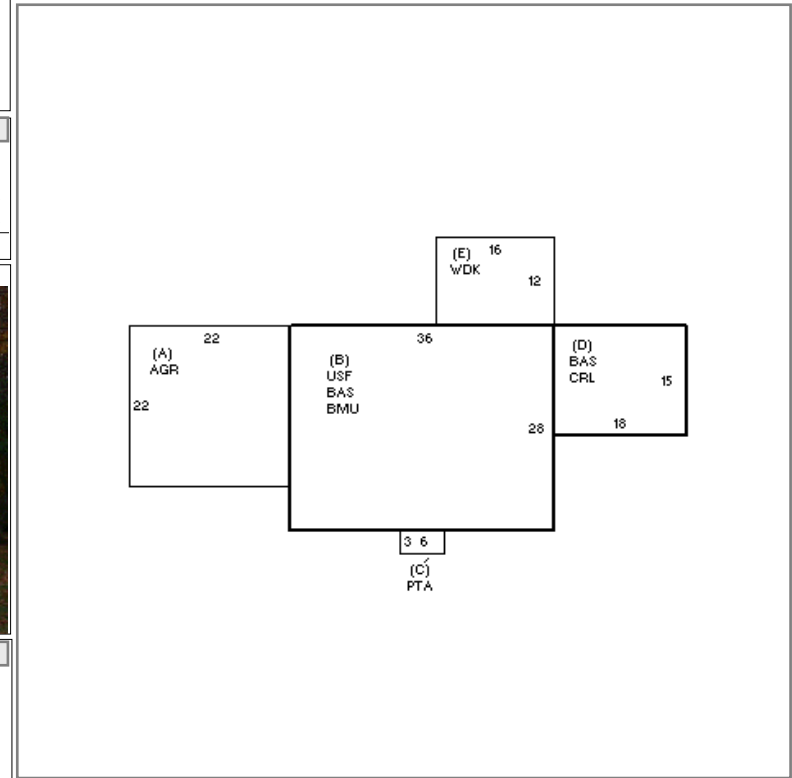 (E) 16
WDK
12
22
(A)
AGR
22
36
(B)
USF
BAS
BMU
28
(D)
BAS
CRL
15
18
3 6
(C)
PTA